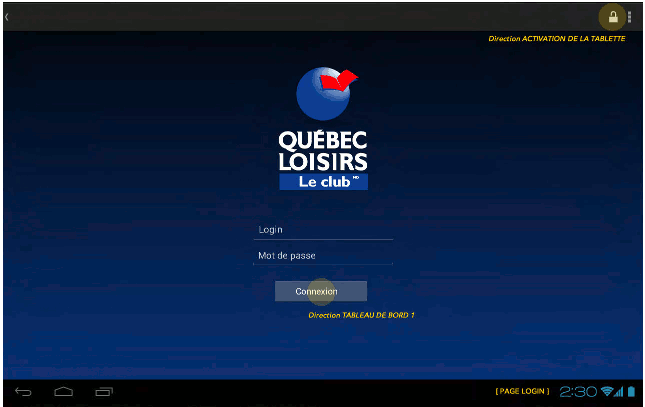 Direction ACTIVATION DE LA TABLETTE
QUÉBEC
LOISIRS
Le club MD
Login
Mot de passe
Connexion
Direction TABLEAU DE BORD 1
[ PAGE LOGIN ] 2:30